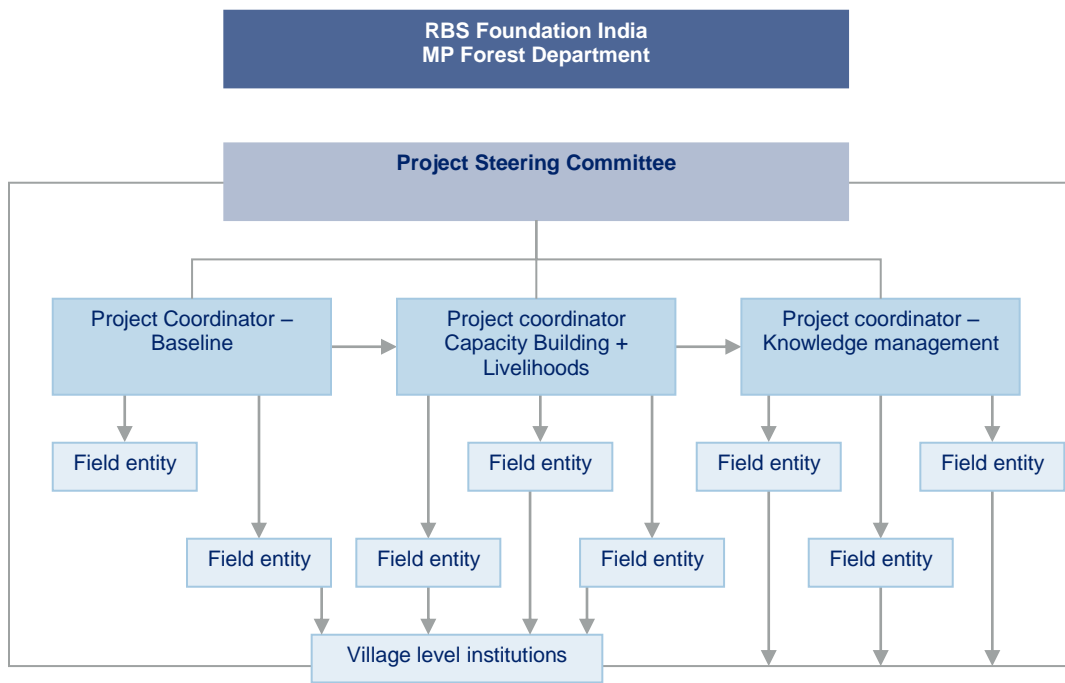 RBS Foundation India
MP Forest Department
Project Steering Committee
Project Coordinator –
Baseline
Project coordinator
Capacity Building +
Livelihoods
Project coordinator –
Knowledge management
Field entity
Field entity
Field entity
Field entity
Field entity
Field entity
Field entity
Field entity
Village level institutions